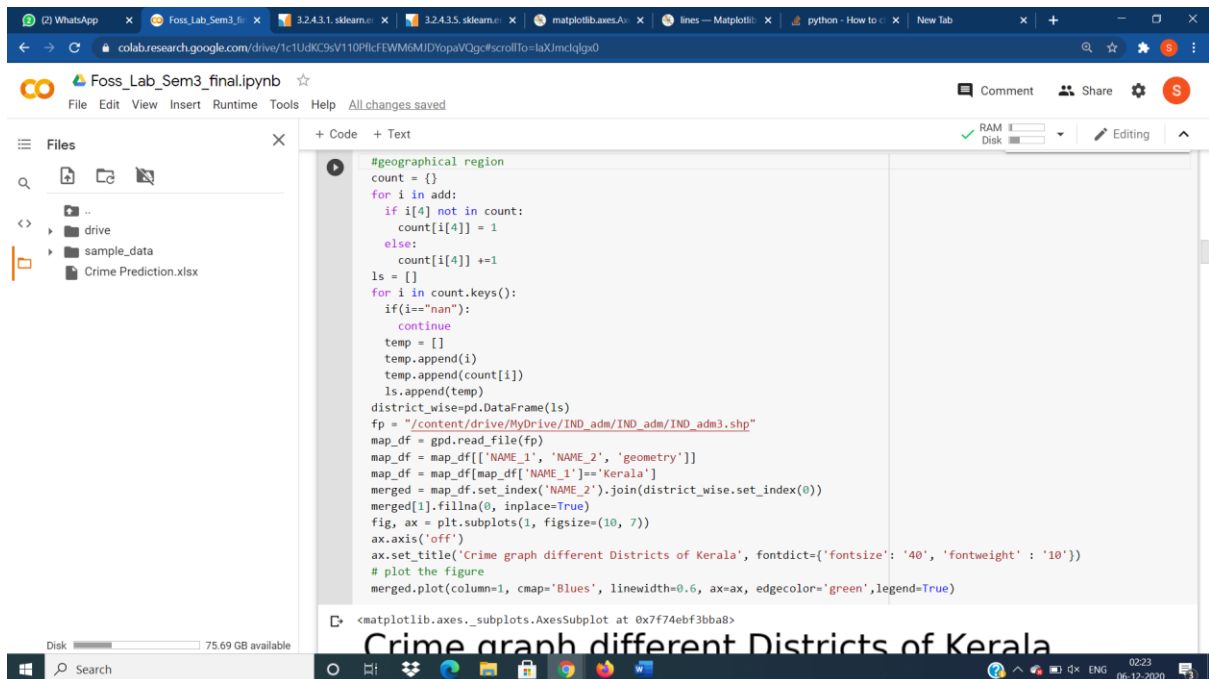 (2) WhatsApp
Foss_Lab_Sem3_fin
3.2.4.3.1. sklearn.en
3.2.4.3.5. sklearn.en
matplotlib.axes.Axe
lines — Matplotlib
python - How to c
New Tab
colab.research.google.com/drive/1c1UdKC9sV110PflcFEWM6MJDYopaVQgc#scrollTo=IaXJmclqlgx0
S
CO
Foss_Lab_Sem3_final.ipynb
Comment
Share
S
File Edit View Insert Runtime Tools Help All changes saved
Files
+ Code + Text
RAM
Disk
Editing
..
drive
sample_data
Crime Prediction.xlsx
#geographical region
count = {}
for i in add:
if i[4] not in count:
count[i[4]] = 1
else:
count[i[4]] +=1
ls = []
for i in count.keys():
if(i=="nan"):
continue
temp = []
temp.append(i)
temp.append(count[i])
ls.append(temp)
district_wise=pd.DataFrame(ls)
fp = "/content/drive/MyDrive/IND_adm/IND_adm/IND_adm3.shp"
map_df = gpd.read_file(fp)
map_df = map_df[['NAME_1', 'NAME_2', 'geometry']]
map_df = map_df[map_df['NAME_1']=='Kerala']
merged = map_df.set_index('NAME_2').join(district_wise.set_index(0))
merged[1].fillna(0, inplace=True)
fig, ax = plt.subplots(1, figsize=(10, 7))
ax.axis('off')
ax.set_title('Crime graph different Districts of Kerala', fontdict={'fontsize': '40', 'fontweight' : '10'})
# plot the figure
merged.plot(column=1, cmap='Blues', linewidth=0.6, ax=ax, edgecolor='green',legend=True)
<matplotlib.axes._subplots.AxesSubplot at 0x7f74ebf3bba8>
Crime graph different Districts of Kerala
Disk
75.69 GB available
Search
ENG
02:23
06-12-2020